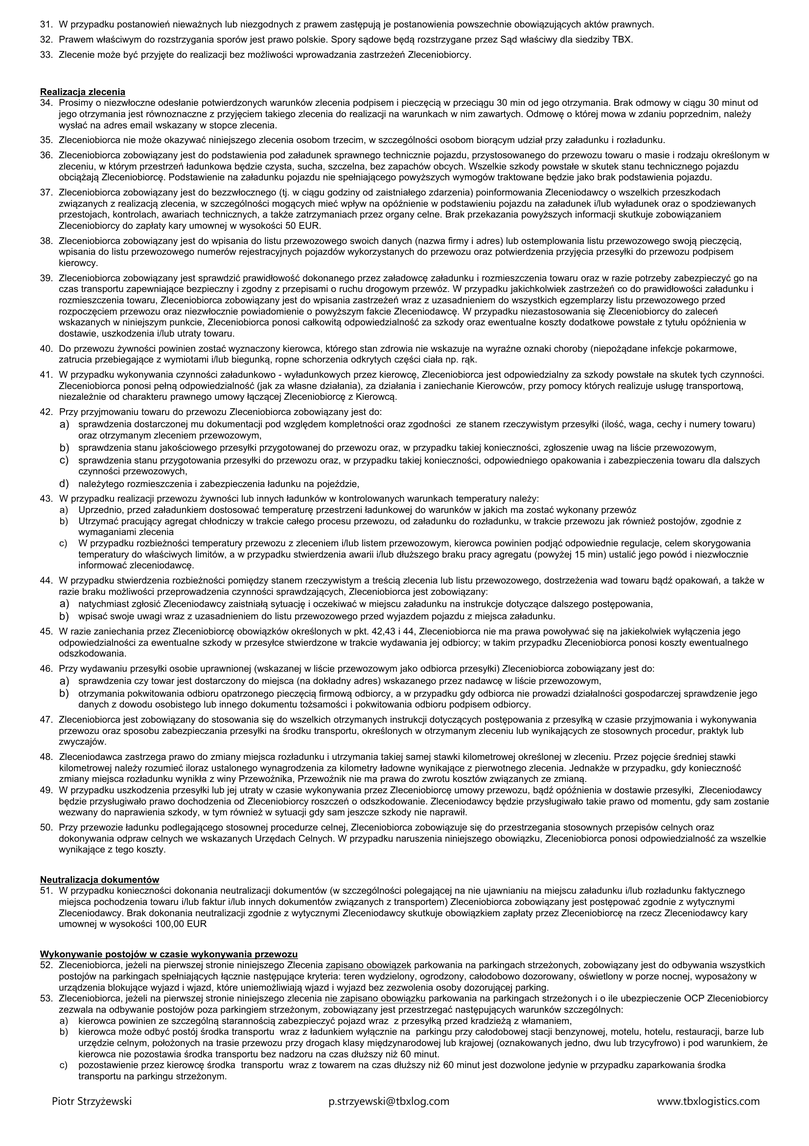 31. W przypadku postanowień nieważnych lub niezgodnych z prawem zastępują je postanowienia powszechnie obowiązujących aktów prawnych.
32. Prawem właściwym do rozstrzygania sporów jest prawo polskie. Spory sądowe będą rozstrzygane przez Sąd właściwy dla siedziby TBX.
33. Zlecenie może być przyjęte do realizacji bez możliwości wprowadzania zastrzeżeń Zleceniobiorcy.
Realizacja zlecenia
34. Prosimy o niezwłoczne odesłanie potwierdzonych warunków zlecenia podpisem i pieczęcią w przeciągu 30 min od jego otrzymania. Brak odmowy w ciągu 30 minut od
jego otrzymania jest równoznaczne z przyjęciem takiego zlecenia do realizacji na warunkach w nim zawartych. Odmowę o której mowa w zdaniu poprzednim, należy
wysłać na adres email wskazany w stopce zlecenia.
35. Zleceniobiorca nie może okazywać niniejszego zlecenia osobom trzecim, w szczególności osobom biorącym udział przy załadunku i rozładunku.
36. Zleceniobiorca zobowiązany jest do podstawienia pod załadunek sprawnego technicznie pojazdu, przystosowanego do przewozu towaru o masie i rodzaju określonym w
zleceniu, w którym przestrzeń ładunkowa będzie czysta, sucha, szczelna, bez zapachów obcych. Wszelkie szkody powstałe w skutek stanu technicznego pojazdu
obciążają Zleceniobiorcę. Podstawienie na załadunku pojazdu nie spełniającego powyższych wymogów traktowane będzie jako brak podstawienia pojazdu.
37. Zleceniobiorca zobowiązany jest do bezzwłocznego (tj. w ciągu godziny od zaistniałego zdarzenia) poinformowania Zleceniodawcy o wszelkich przeszkodach
związanych z realizacją zlecenia, w szczególności mogących mieć wpływ na opóźnienie w podstawieniu pojazdu na załadunek i/lub wyładunek oraz o spodziewanych
przestojach, kontrolach, awariach technicznych, a także zatrzymaniach przez organy celne. Brak przekazania powyższych informacji skutkuje zobowiązaniem
Zleceniobiorcy do zapłaty kary umownej w wysokości 50 EUR.
38. Zleceniobiorca zobowiązany jest do wpisania do listu przewozowego swoich danych (nazwa firmy i adres) lub ostemplowania listu przewozowego swoją pieczęcią,
wpisania do listu przewozowego numerów rejestracyjnych pojazdów wykorzystanych do przewozu oraz potwierdzenia przyjęcia przesyłki do przewozu podpisem
kierowcy.
39. Zleceniobiorca zobowiązany jest sprawdzić prawidłowość dokonanego przez załadowcę załadunku i rozmieszczenia towaru oraz w razie potrzeby zabezpieczyć go na
czas transportu zapewniające bezpieczny i zgodny z przepisami o ruchu drogowym przewóz. W przypadku jakichkolwiek zastrzeżeń co do prawidłowości załadunku i
rozmieszczenia towaru, Zleceniobiorca zobowiązany jest do wpisania zastrzeżeń wraz z uzasadnieniem do wszystkich egzemplarzy listu przewozowego przed
rozpoczęciem przewozu oraz niezwłocznie powiadomienie o powyższym fakcie Zleceniodawcę. W przypadku niezastosowania się Zleceniobiorcy do zaleceń
wskazanych w niniejszym punkcie, Zleceniobiorca ponosi całkowitą odpowiedzialność za szkody oraz ewentualne koszty dodatkowe powstałe z tytułu opóźnienia w
dostawie, uszkodzenia i/lub utraty towaru.
40. Do przewozu żywności powinien zostać wyznaczony kierowca, którego stan zdrowia nie wskazuje na wyraźne oznaki choroby (niepożądane infekcje pokarmowe,
zatrucia przebiegające z wymiotami i/lub biegunką, ropne schorzenia odkrytych części ciała np. rąk.
41. W przypadku wykonywania czynności załadunkowo - wyładunkowych przez kierowcę, Zleceniobiorca jest odpowiedzialny za szkody powstałe na skutek tych czynności.
Zleceniobiorca ponosi pełną odpowiedzialność (jak za własne działania), za działania i zaniechanie Kierowców, przy pomocy których realizuje usługę transportową,
niezależnie od charakteru prawnego umowy łączącej Zleceniobiorcę z Kierowcą.
42. Przy przyjmowaniu towaru do przewozu Zleceniobiorca zobowiązany jest do:
a) sprawdzenia dostarczonej mu dokumentacji pod względem kompletności oraz zgodności ze stanem rzeczywistym przesyłki (ilość, waga, cechy i numery towaru)
oraz otrzymanym zleceniem przewozowym,
b) sprawdzenia stanu jakościowego przesyłki przygotowanej do przewozu oraz, w przypadku takiej konieczności, zgłoszenie uwag na liście przewozowym,
c) sprawdzenia stanu przygotowania przesyłki do przewozu oraz, w przypadku takiej konieczności, odpowiedniego opakowania i zabezpieczenia towaru dla dalszych
czynności przewozowych,
d) należytego rozmieszczenia i zabezpieczenia ładunku na pojeździe,
43. W przypadku realizacji przewozu żywności lub innych ładunków w kontrolowanych warunkach temperatury należy:
a) Uprzednio, przed załadunkiem dostosować temperaturę przestrzeni ładunkowej do warunków w jakich ma zostać wykonany przewóz
b) Utrzymać pracujący agregat chłodniczy w trakcie całego procesu przewozu, od załadunku do rozładunku, w trakcie przewozu jak również postojów, zgodnie z
wymaganiami zlecenia
c) W przypadku rozbieżności temperatury przewozu z zleceniem i/lub listem przewozowym, kierowca powinien podjąć odpowiednie regulacje, celem skorygowania
temperatury do właściwych limitów, a w przypadku stwierdzenia awarii i/lub dłuższego braku pracy agregatu (powyżej 15 min) ustalić jego powód i niezwłocznie
informować zleceniodawcę.
44. W przypadku stwierdzenia rozbieżności pomiędzy stanem rzeczywistym a treścią zlecenia lub listu przewozowego, dostrzeżenia wad towaru bądź opakowań, a także w
razie braku możliwości przeprowadzenia czynności sprawdzających, Zleceniobiorca jest zobowiązany:
a) natychmiast zgłosić Zleceniodawcy zaistniałą sytuację i oczekiwać w miejscu załadunku na instrukcje dotyczące dalszego postępowania,
b) wpisać swoje uwagi wraz z uzasadnieniem do listu przewozowego przed wyjazdem pojazdu z miejsca załadunku.
45. W razie zaniechania przez Zleceniobiorcę obowiązków określonych w pkt. 42,43 i 44, Zleceniobiorca nie ma prawa powoływać się na jakiekolwiek wyłączenia jego
odpowiedzialności za ewentualne szkody w przesyłce stwierdzone w trakcie wydawania jej odbiorcy; w takim przypadku Zleceniobiorca ponosi koszty ewentualnego
odszkodowania.
46. Przy wydawaniu przesyłki osobie uprawnionej (wskazanej w liście przewozowym jako odbiorca przesyłki) Zleceniobiorca zobowiązany jest do:
a) sprawdzenia czy towar jest dostarczony do miejsca (na dokładny adres) wskazanego przez nadawcę w liście przewozowym,
b) otrzymania pokwitowania odbioru opatrzonego pieczęcią firmową odbiorcy, a w przypadku gdy odbiorca nie prowadzi działalności gospodarczej sprawdzenie jego
danych z dowodu osobistego lub innego dokumentu tożsamości i pokwitowania odbioru podpisem odbiorcy.
47. Zleceniobiorca jest zobowiązany do stosowania się do wszelkich otrzymanych instrukcji dotyczących postępowania z przesyłką w czasie przyjmowania i wykonywania
przewozu oraz sposobu zabezpieczania przesyłki na środku transportu, określonych w otrzymanym zleceniu lub wynikających ze stosownych procedur, praktyk lub
zwyczajów.
48. Zleceniodawca zastrzega prawo do zmiany miejsca rozładunku i utrzymania takiej samej stawki kilometrowej określonej w zleceniu. Przez pojęcie średniej stawki
kilometrowej należy rozumieć iloraz ustalonego wynagrodzenia za kilometry ładowne wynikające z pierwotnego zlecenia. Jednakże w przypadku, gdy konieczność
zmiany miejsca rozładunku wynikła z winy Przewoźnika, Przewoźnik nie ma prawa do zwrotu kosztów związanych ze zmianą.
49. W przypadku uszkodzenia przesyłki lub jej utraty w czasie wykonywania przez Zleceniobiorcę umowy przewozu, bądź opóźnienia w dostawie przesyłki, Zleceniodawcy
będzie przysługiwało prawo dochodzenia od Zleceniobiorcy roszczeń o odszkodowanie. Zleceniodawcy będzie przysługiwało takie prawo od momentu, gdy sam zostanie
wezwany do naprawienia szkody, w tym również w sytuacji gdy sam jeszcze szkody nie naprawił.
50. Przy przewozie ładunku podlegającego stosownej procedurze celnej, Zleceniobiorca zobowiązuje się do przestrzegania stosownych przepisów celnych oraz
dokonywania odpraw celnych we wskazanych Urzędach Celnych. W przypadku naruszenia niniejszego obowiązku, Zleceniobiorca ponosi odpowiedzialność za wszelkie
wynikające z tego koszty.
Neutralizacja dokumentów
51. W przypadku konieczności dokonania neutralizacji dokumentów (w szczególności polegającej na nie ujawnianiu na miejscu załadunku i/lub rozładunku faktycznego
miejsca pochodzenia towaru i/lub faktur i/lub innych dokumentów związanych z transportem) Zleceniobiorca zobowiązany jest postępować zgodnie z wytycznymi
Zleceniodawcy. Brak dokonania neutralizacji zgodnie z wytycznymi Zleceniodawcy skutkuje obowiązkiem zapłaty przez Zleceniobiorcę na rzecz Zleceniodawcy kary
umownej w wysokości 100,00 EUR
Wykonywanie postojów w czasie wykonywania przewozu
52. Zleceniobiorca, jeżeli na pierwszej stronie niniejszego Zlecenia zapisano obowiązek parkowania na parkingach strzeżonych, zobowiązany jest do odbywania wszystkich
postojów na parkingach spełniających łącznie następujące kryteria: teren wydzielony, ogrodzony, całodobowo dozorowany, oświetlony w porze nocnej, wyposażony w
urządzenia blokujące wyjazd i wjazd, które uniemożliwiają wjazd i wyjazd bez zezwolenia osoby dozorującej parking.
53. Zleceniobiorca, jeżeli na pierwszej stronie niniejszego zlecenia nie zapisano obowiązku parkowania na parkingach strzeżonych i o ile ubezpieczenie OCP Zleceniobiorcy
zezwala na odbywanie postojów poza parkingiem strzeżonym, zobowiązany jest przestrzegać następujących warunków szczególnych:
a) kierowca powinien ze szczególną starannością zabezpieczyć pojazd wraz z przesyłką przed kradzieżą z włamaniem,
b) kierowca może odbyć postój środka transportu wraz z ładunkiem wyłącznie na parkingu przy całodobowej stacji benzynowej, motelu, hotelu, restauracji, barze lub
urzędzie celnym, położonych na trasie przewozu przy drogach klasy międzynarodowej lub krajowej (oznakowanych jedno, dwu lub trzycyfrowo) i pod warunkiem, że
kierowca nie pozostawia środka transportu bez nadzoru na czas dłuższy niż 60 minut.
c) pozostawienie przez kierowcę środka transportu wraz z towarem na czas dłuższy niż 60 minut jest dozwolone jedynie w przypadku zaparkowania środka
transportu na parkingu strzeżonym.
Piotr Strzyżewski p.strzyewski@tbxlog.com www.tbxlogistics.com